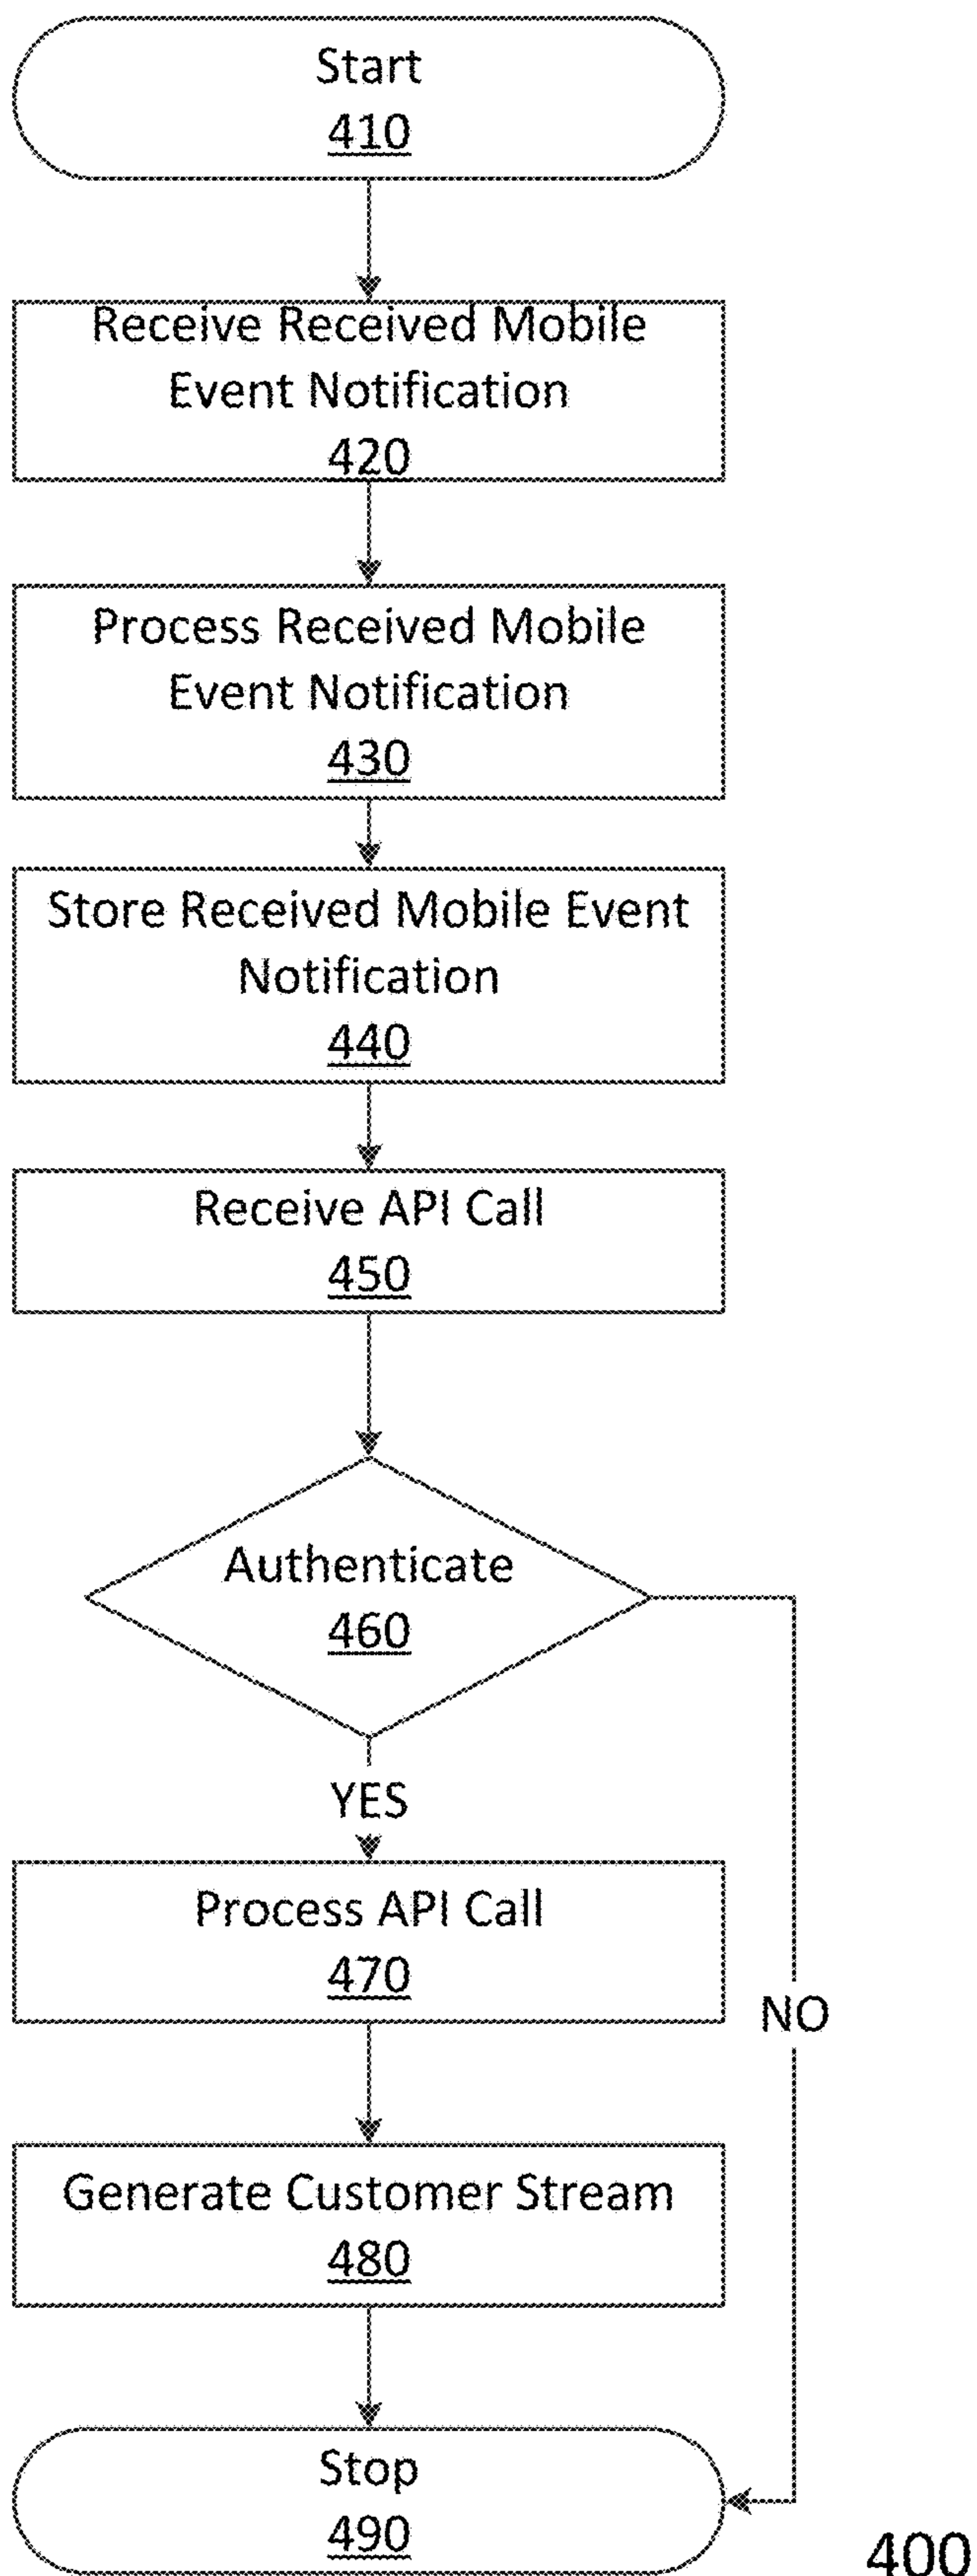 Start
410
Receive Received Mobile
Event Notification
420
Process Received Mobile
Event Notification
430
Store Received Mobile Event
Notification
440
Receive API Call
450
Authenticate
460
YES
Process API Call
470
NO
Generate Customer Stream
480
Stop
490
400